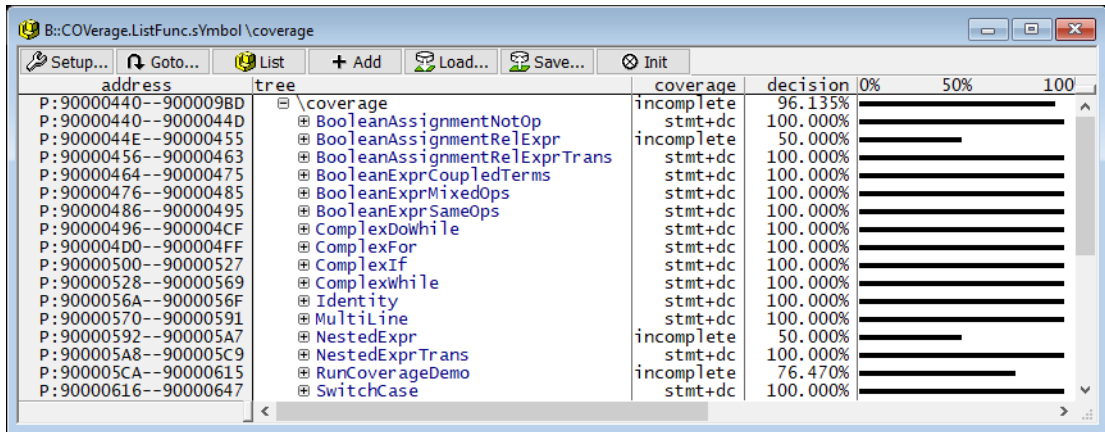 B::COVerage.ListFunc.sYmbol \coverage
Setup... Goto... List + Add Load... Save... Init
address tree coverage decision 0% 50% 100
P:90000440--900009BD \coverage incomplete 96.135%
P:90000440--9000044D BooleanAssignmentNotOp stmt+dc 100.000%
P:9000044E--90000455 BooleanAssignmentRelExpr incomplete 50.000%
P:90000456--90000463 BooleanAssignmentRelExprTrans stmt+dc 100.000%
P:90000464--90000475 BooleanExprCoupledTerms stmt+dc 100.000%
P:90000476--90000485 BooleanExprMixedOps stmt+dc 100.000%
P:90000486--90000495 BooleanExprSameOps stmt+dc 100.000%
P:90000496--900004CF ComplexDoWhile stmt+dc 100.000%
P:900004D0--900004FF ComplexFor stmt+dc 100.000%
P:90000500--90000527 ComplexIf stmt+dc 100.000%
P:90000528--90000569 ComplexWhile stmt+dc 100.000%
P:9000056A--9000056F Identity stmt+dc 100.000%
P:90000570--90000591 MultiLine stmt+dc 100.000%
P:90000592--900005A7 NestedExpr incomplete 50.000%
P:900005A8--900005C9 NestedExprTrans stmt+dc 100.000%
P:900005CA--90000615 RunCoverageDemo incomplete 76.470%
P:90000616--90000647 SwitchCase stmt+dc 100.000%